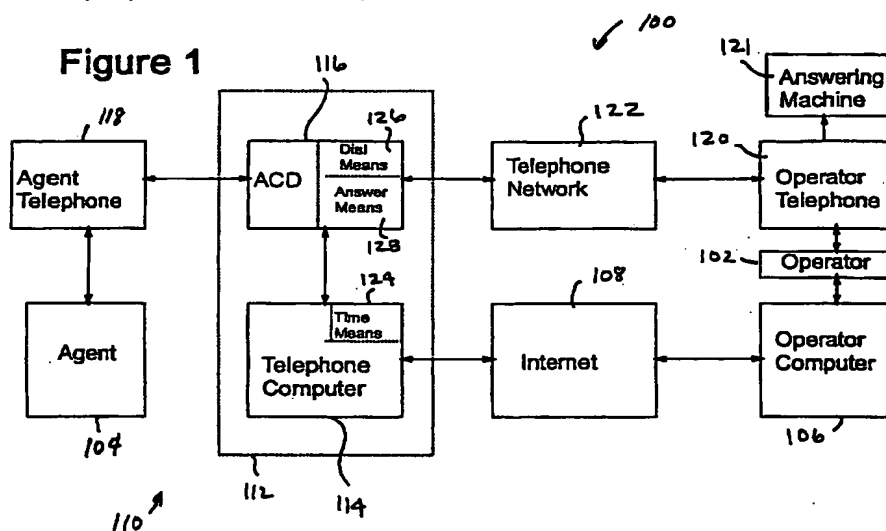 Figure 1
100
116
121
Answering
Machine
118
126
122
120
Agent
Telephone
ACD
Dial
Means
Answer
Means
128
Telephone
Network
Operator
Telephone
102
Operator
124
108
Agent
Time
Means
Telephone
Computer
Internet
Operator
Computer
104
106
112
114
110